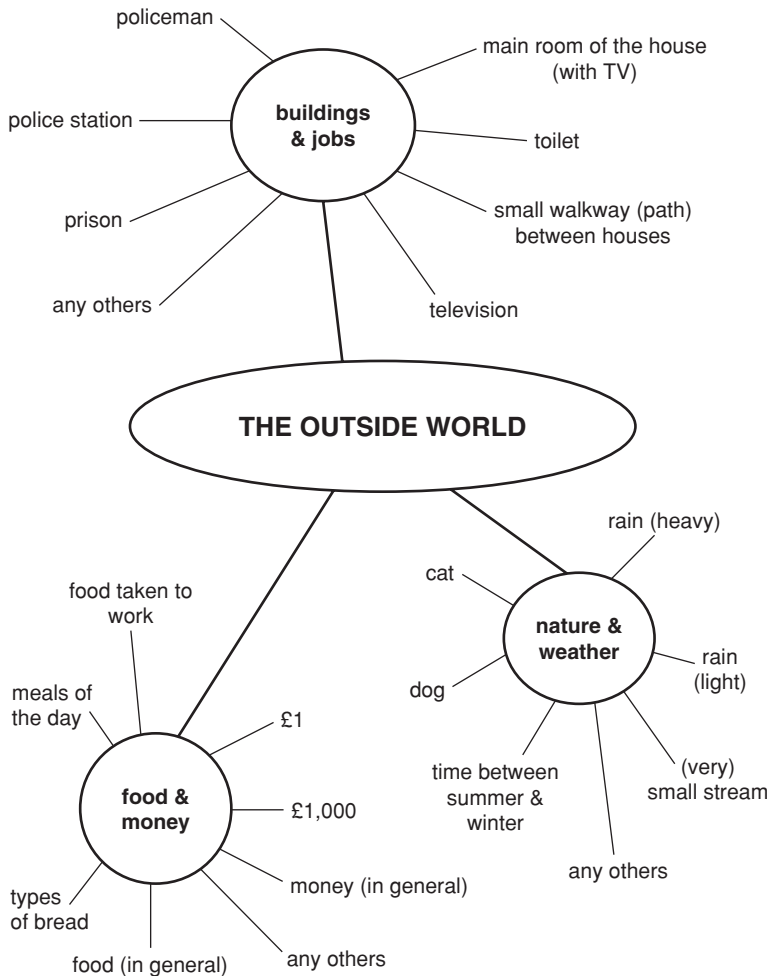 policeman
main room of the house
(with TV)
buildings
& jobs
police station
toilet
prison
small walkway (path)
between houses
any others
television
THE OUTSIDE WORLD
rain (heavy)
cat
food taken to
work
nature &
weather
rain
(light)
dog
meals of
the day
£1
time between
summer &
winter
(very)
small stream
food &
money
£1,000
any others
types
of bread
money (in general)
food (in general)
any others